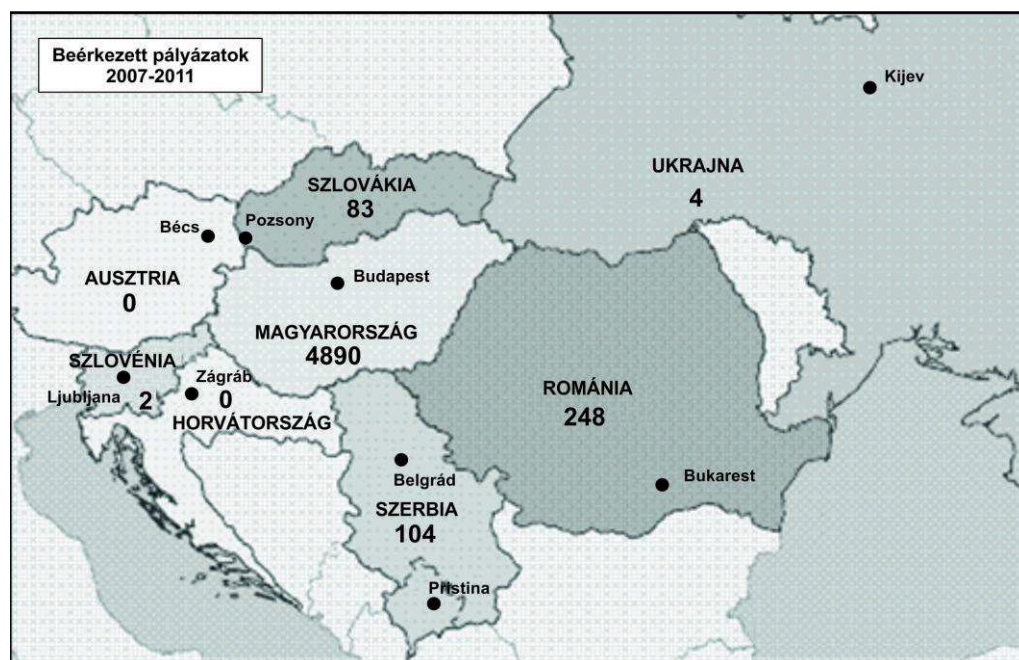 Beérkezett pályázatok
2007-2011
Kijev
UKRAJNA
4
SZLOVÁKIA
83
Bécs
Pozsony
Budapest
AUSZTRIA
0
MAGYARORSZÁG
4890
SZLOVÉNIA
Ljubljana
2
Zágráb
0
HORVÁTORSZÁG
ROMÁNIA
248
Bukarest
Belgrád
SZERBIA
104
Pristina